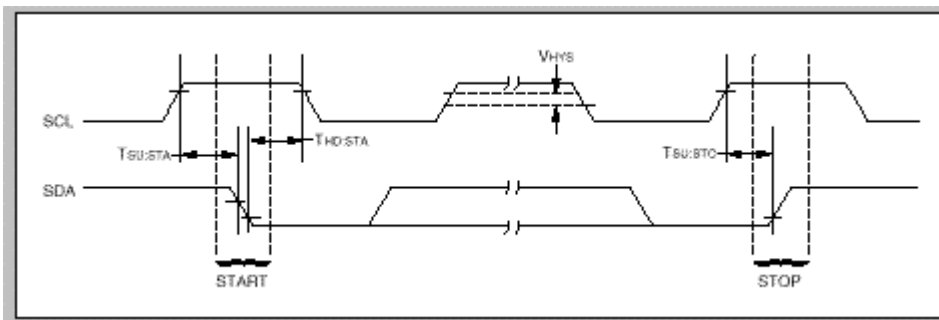 VHYS
SCL
THD:STA
TSU:STA
TSU:STO
SDA
START
STOP